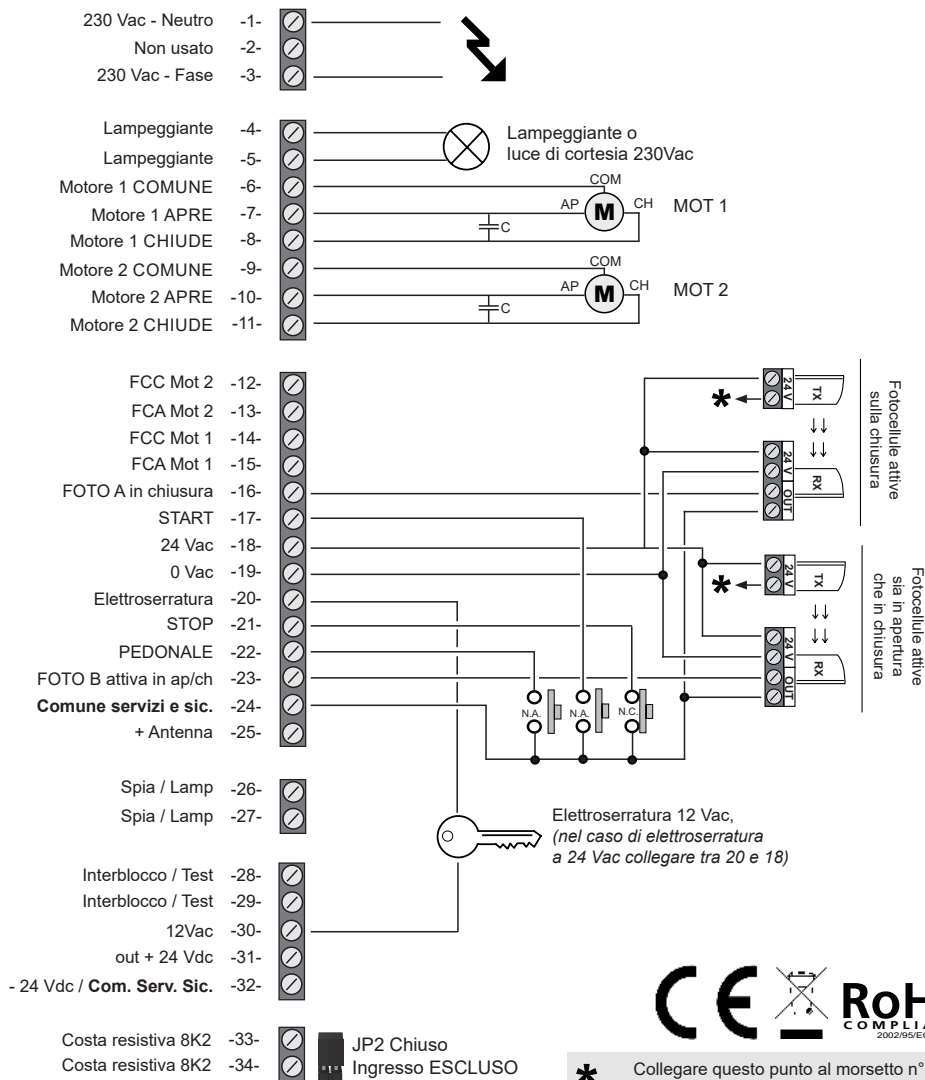 230 Vac - Neutro -1-
Non usato -2-
230 Vac - Fase -3-
Lampeggiante -4-
Lampeggiante -5-
Lampeggiante o
luce di cortesia 230Vac
Motore 1 COMUNE -6-
Motore 1 APRE -7-
Motore 1 CHIUDE -8-
COM
AP
M
CH
MOT 1
C
Motore 2 COMUNE -9-
Motore 2 APRE -10-
Motore 2 CHIUDE -11-
COM
AP
M
CH
MOT 2
C
FCC Mot 2 -12-
FCA Mot 2 -13-
FCC Mot 1 -14-
FCA Mot 1 -15-
FOTO A in chiusura -16-
START -17-
24 Vac -18-
0 Vac -19-
Elettroserratura -20-
STOP -21-
PEDONALE -22-
FOTO B attiva in ap/ch -23-
Comune servizi e sic. -24-
+ Antenna -25-
24 V
TX
*
24 V
RX
OUT
Fotocellule attive
sulla chiusura
24 V
TX
*
24 V
RX
OUT
Fotocellule attive
sia in apertura
che in chiusura
N.A.
N.A.
N.C.
Spia / Lamp -26-
Spia / Lamp -27-
Elettroserratura 12 Vac,
(nel caso di elettroserratura
a 24 Vac collegare tra 20 e 18)
Interblocco / Test -28-
Interblocco / Test -29-
12Vac -30-
out + 24 Vdc -31-
- 24 Vdc / Com. Serv. Sic. -32-
Costa resistiva 8K2 -33-
Costa resistiva 8K2 -34-
JP2 Chiuso
Ingresso ESCLUSO
CE
RoH
COMPLIA
2002/95/EC
* Collegare questo punto al morsetto n°